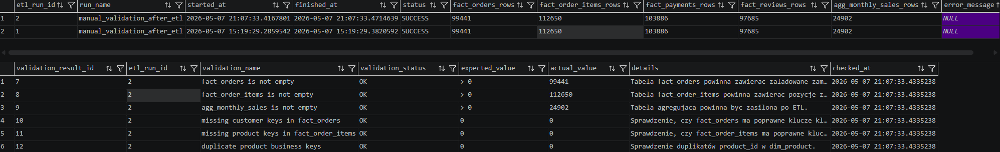 etl_run_id run_name started_at finished_at status fact_orders_rows fact_order_items_rows fact_payments_rows fact_reviews_rows agg_monthly_sales_rows error_message
1 2 manual_validation_after_etl 2026-05-07 21:07:33.4167801 2026-05-07 21:07:33.4714639 SUCCESS 99441 112650 103886 97685 24902 NULL
2 1 manual_validation_after_etl 2026-05-07 15:19:29.2859542 2026-05-07 15:19:29.3820592 SUCCESS 99441 112650 103886 97685 24902 NULL
validation_result_id etl_run_id validation_name validation_status expected_value actual_value details checked_at
1 7 2 fact_orders is not empty OK > 0 99441 Tabela fact_orders powinna zawierac zaladowane zam… 2026-05-07 21:07:33.4335238
2 8 2 fact_order_items is not empty OK > 0 112650 Tabela fact_order_items powinna zawierac pozycje z… 2026-05-07 21:07:33.4335238
3 9 2 agg_monthly_sales is not empty OK > 0 24902 Tabela agregujaca powinna byc zasilona po ETL. 2026-05-07 21:07:33.4335238
4 10 2 missing customer keys in fact_orders OK 0 0 Sprawdzenie, czy fact_orders ma poprawne klucze kl… 2026-05-07 21:07:33.4335238
5 11 2 missing product keys in fact_order_items OK 0 0 Sprawdzenie, czy fact_order_items ma poprawne kluc… 2026-05-07 21:07:33.4335238
6 12 2 duplicate product business keys OK 0 0 Sprawdzenie duplikatów product_id w dim_product. 2026-05-07 21:07:33.4335238